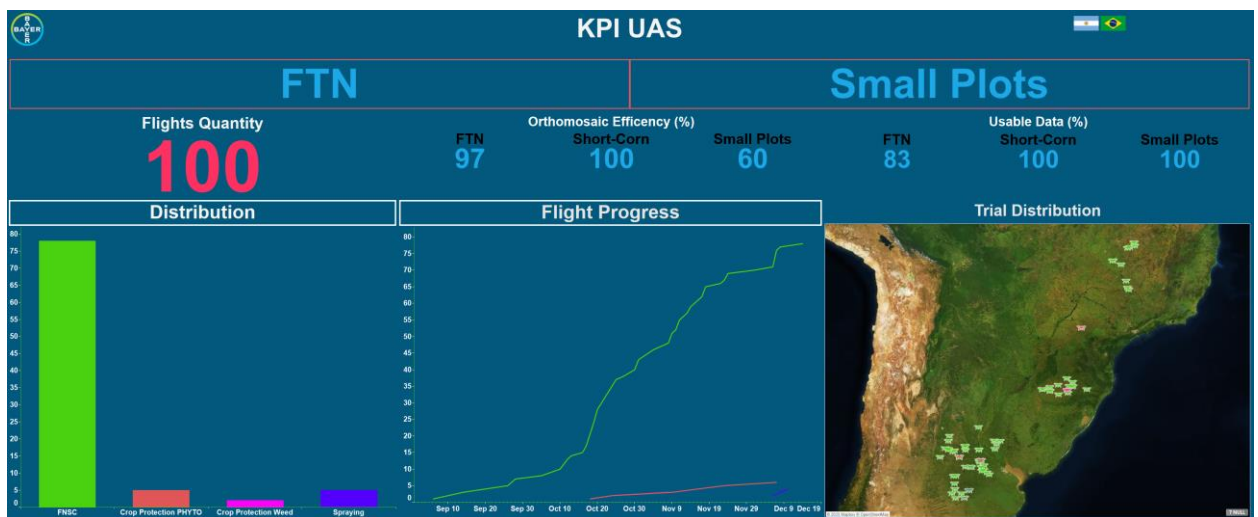 BAYER
BAYER
KPI UAS
FTN
Small Plots
Flights Quantity
100
Orthomosaic Efficency (%)
FTN
Short-Corn
Small Plots
97
100
60
Usable Data (%)
FTN
Short-Corn
Small Plots
83
100
100
Distribution
80
75
70
65
60
55
50
45
40
35
30
25
20
15
10
5
0
FNSC
Crop Protection PHYTO
Crop Protection Weed
Spraying
Flight Progress
80
75
70
65
60
55
50
45
40
35
30
25
20
15
10
5
0
Sep 10
Sep 20
Sep 30
Oct 10
Oct 20
Oct 30
Nov 9
Nov 19
Nov 29
Dec 9
Dec 19
Trial Distribution